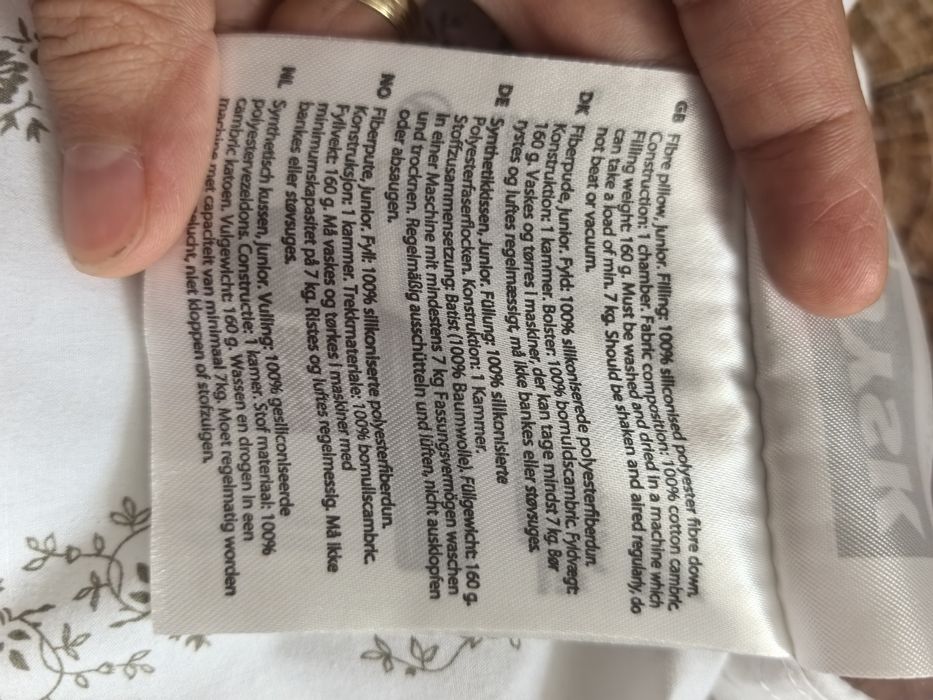 GB Fibre pillow, junior. Filling: 100% siliconised polyester fibre down.
Construction: 1 chamber. Fabric composition: 100% cotton cambric.
Filling weight: 160 g. Must be washed and dried in a machine which
can take a load of min. 7 kg. Should be shaken and aired regularly, do
not beat or vacuum.
DK Fiberpude, junior. Fyld: 100% silikoniserede polyesterfiberdun.
Konstruktion: 1 kammer. Bolster: 100% bomuldscambric. Fyldvægt:
160 g. Vaskes og tørres i maskiner, der kan tage mindst 7 kg. Bør
rystes og luftes regelmæssigt, må ikke bankes eller støvsuges.
DE Synthetikkissen, Junior. Füllung: 100% silikonisierte
Polyesterfaserflocken. Konstruktion: 1 Kammer.
Stoffzusammensetzung: Batist (100% Baumwolle). Füllgewicht: 160 g.
In einer Maschine mit mindestens 7 kg Fassungsvermögen waschen
und trocknen. Regelmäßig ausschütteln und lüften, nicht ausklopfen
oder absaugen.
NO Fiberpute, junior. Fyll: 100% silikoniserte polyesterfiberdun.
Konstruksjon: 1 kammer. Trekkmateriale: 100% bomullscambric.
Fyllvekt: 160 g. Må vaskes og tørkes i maskiner med
minimumskapasitet på 7 kg. Ristes og luftes regelmessig. Må ikke
bankes eller støvsuges.
NL Synthetisch kussen, junior. Vulling: 100% gesiliconiseerde
polyestervezeldons. Constructie: 1 kamer. Stof materiaal: 100%
cambric katoen. Vulgewicht: 160 g. Wassen en drogen in een
machine met capaciteit van minimaal 7kg. Moet regelmatig worden
niet kloppen of stofzuigen.